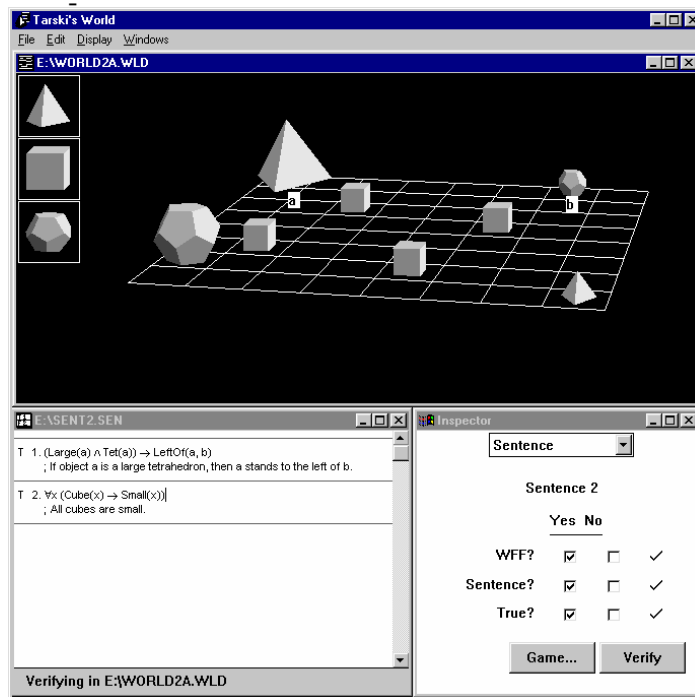 Tarski's World
File Edit Display Windows
E:\WORLD2A.WLD
a
b
E:\SENT2.SEN
T 1. (Large(a) ∧ Tet(a)) → LeftOf(a, b)
; If object a is a large tetrahedron, then a stands to the left of b.
T 2. ∀x (Cube(x) → Small(x))
; All cubes are small.
Verifying in E:\WORLD2A.WLD
Inspector
Sentence
Sentence 2
Yes No
WFF?
Sentence?
True?
Game... Verify